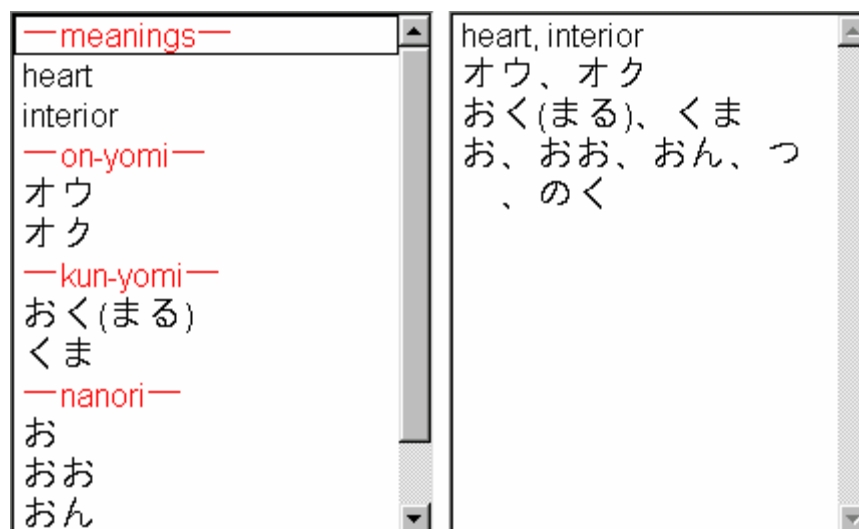 —meanings—
heart
interior
—on-yomi—
オウ
オク
—kun-yomi—
おく(まる)
くま
—nanori—
お
おお
おん
heart, interior
オウ、オク
おく(まる)、くま
お、おお、おん、つ
、のく